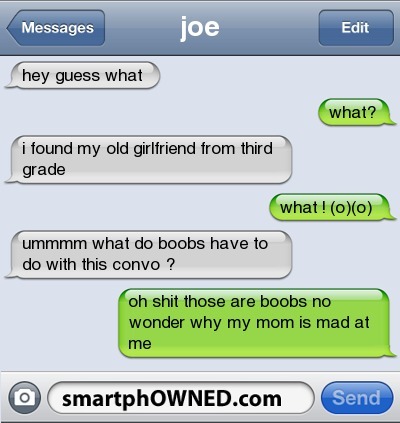 Messages
joe
Edit
hey guess what
what?
i found my old girlfriend from third
grade
what ! (o)(o)
ummmm what do boobs have to
do with this convo ?
oh shit those are boobs no
wonder why my mom is mad at
me
smartphOWNED.com
Send